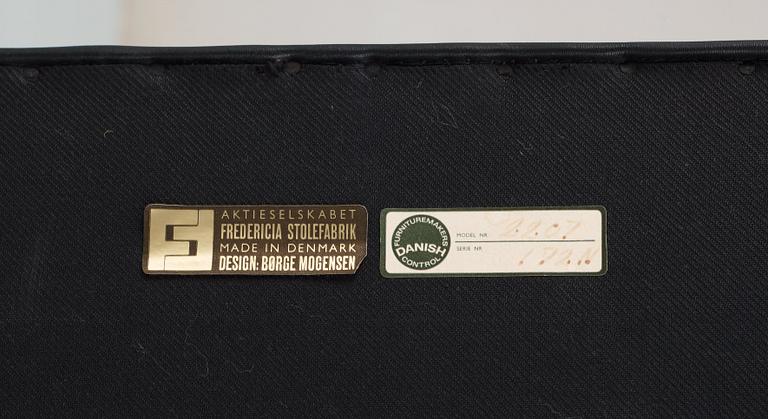 AKTIESELSKABET
FREDERICIA STOLEFABRIK
MADE IN DENMARK
DESIGN: BØRGE MOGENSEN
FURNITUREMAKERS
DANISH
CONTROL
MODEL NR.
SERIE NR.